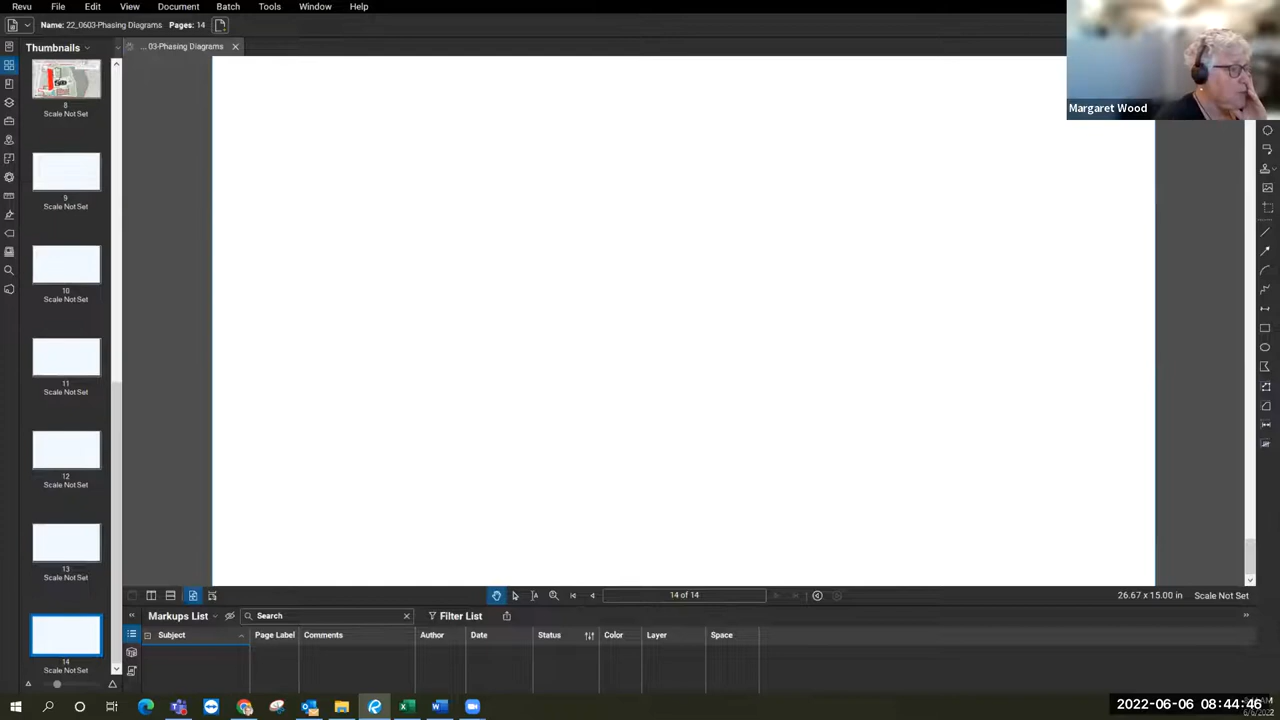 Revu File Edit View Document Batch Tools Window Help
Name: 22_0603-Phasing Diagrams Pages: 14
Thumbnails
... 03-Phasing Diagrams
Margaret Wood
8
Scale Not Set
9
Scale Not Set
10
Scale Not Set
11
Scale Not Set
12
Scale Not Set
13
Scale Not Set
14
Scale Not Set
14 of 14
26.67 x 15.00 in Scale Not Set
Markups List Search Filter List
Subject Page Label Comments Author Date Status Color Layer Space
2022-06-06 08:44:46